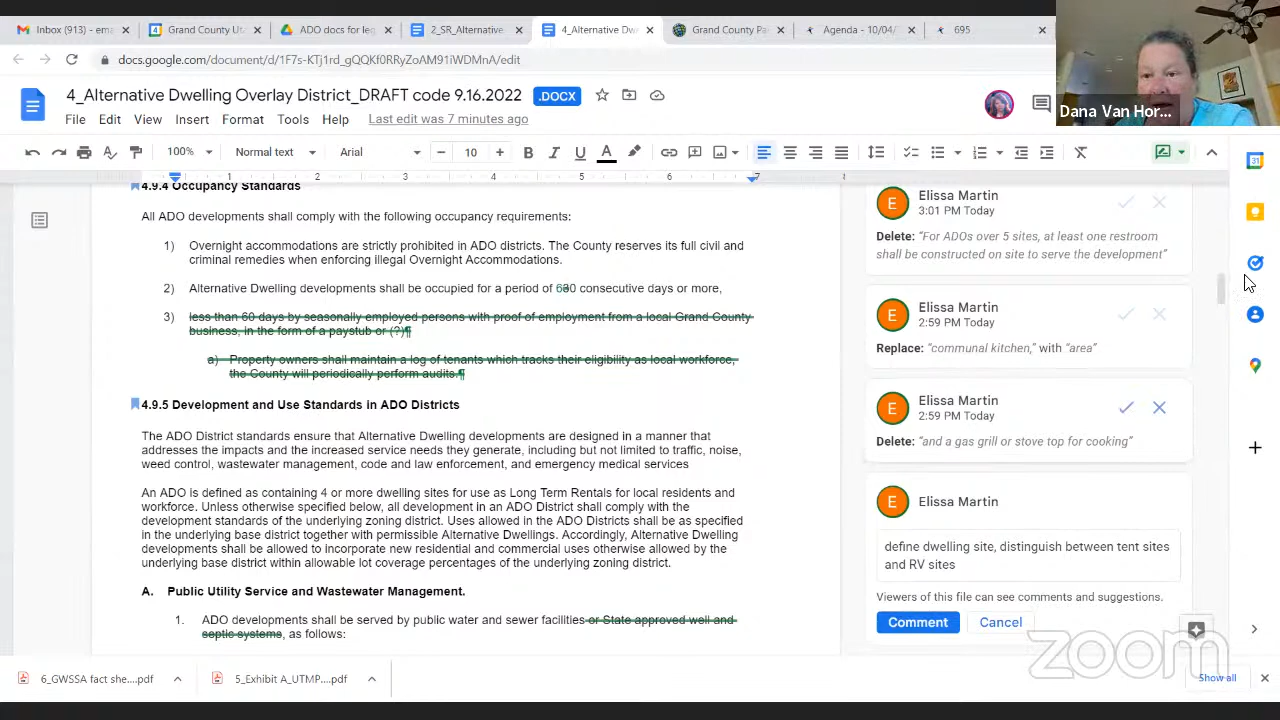 Inbox (913) - em
Grand County Ut
ADO docs for leg
2_SR_Alternative
4_Alternative Dw
Grand County Pa
Agenda - 10/04/
695
docs.google.com/document/d/1F7s-KTj1rd_gQQKf0RRyZoAM91iWDMnA/edit
4_Alternative Dwelling Overlay District_DRAFT code 9.16.2022
.DOCX
Dana Van Hor...
File Edit View Insert Format Tools Help Last edit was 7 minutes ago
100% Normal text Arial 10
1 2 3 4 5 6 7 8
4.9.4 Occupancy Standards
All ADO developments shall comply with the following occupancy requirements:
1) Overnight accommodations are strictly prohibited in ADO districts. The County reserves its full civil and
criminal remedies when enforcing illegal Overnight Accommodations.
2) Alternative Dwelling developments shall be occupied for a period of 630 consecutive days or more,
3) less than 60 days by seasonally employed persons with proof of employment from a local Grand County
business, in the form of a paystub or (?)¶
a) Property owners shall maintain a log of tenants which tracks their eligibility as local workforce,
the County will periodically perform audits.¶
4.9.5 Development and Use Standards in ADO Districts
The ADO District standards ensure that Alternative Dwelling developments are designed in a manner that
addresses the impacts and the increased service needs they generate, including but not limited to traffic, noise,
weed control, wastewater management, code and law enforcement, and emergency medical services
An ADO is defined as containing 4 or more dwelling sites for use as Long Term Rentals for local residents and
workforce. Unless otherwise specified below, all development in an ADO District shall comply with the
development standards of the underlying zoning district. Uses allowed in the ADO Districts shall be as specified
in the underlying base district together with permissible Alternative Dwellings. Accordingly, Alternative Dwelling
developments shall be allowed to incorporate new residential and commercial uses otherwise allowed by the
underlying base district within allowable lot coverage percentages of the underlying zoning district.
A. Public Utility Service and Wastewater Management.
1. ADO developments shall be served by public water and sewer facilities or State approved well and
septic systems, as follows:
E
Elissa Martin
3:01 PM Today
Delete: "For ADOs over 5 sites, at least one restroom
shall be constructed on site to serve the development"
E
Elissa Martin
2:59 PM Today
Replace: "communal kitchen," with "area"
E
Elissa Martin
2:59 PM Today
Delete: "and a gas grill or stove top for cooking"
E
Elissa Martin
define dwelling site, distinguish between tent sites
and RV sites
Viewers of this file can see comments and suggestions.
Comment Cancel
31
zoom
6_GWSSA fact she....pdf
5_Exhibit A_UTMP....pdf
Show all